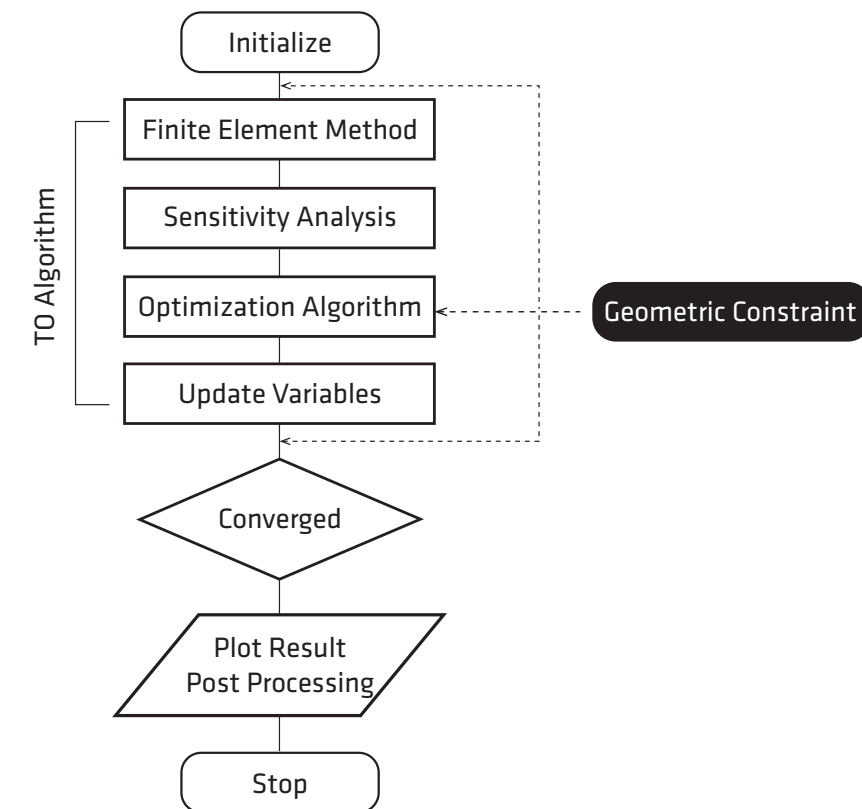 Initialize
Finite Element Method
Sensitivity Analysis
TO Algorithm
Optimization Algorithm
Geometric Constraint
Update Variables
Converged
Plot Result
Post Processing
Stop